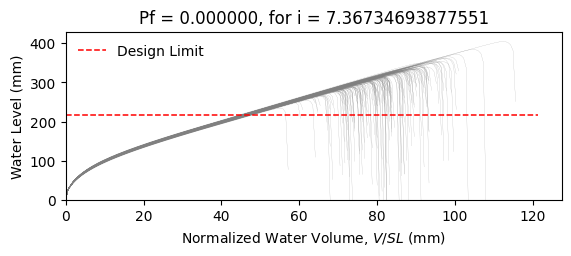 Pf = 0.000000, for i = 7.36734693877551
Design Limit
Water Level (mm)
400
300
200
100
0
0 20 40 60 80 100 120
Normalized Water Volume, V/SL (mm)